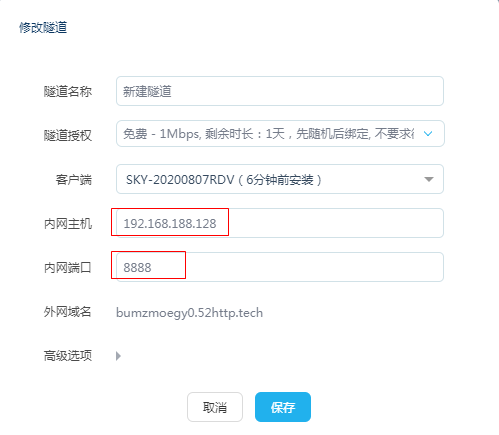 修改隧道
隧道名称 新建隧道
隧道授权 免费 - 1Mbps, 剩余时长：1天，先随机后绑定, 不要求
客户端 SKY-20200807RDV（6分钟前安装）
内网主机 192.168.188.128
内网端口 8888
外网域名 bumzmoegy0.52http.tech
高级选项
取消 保存